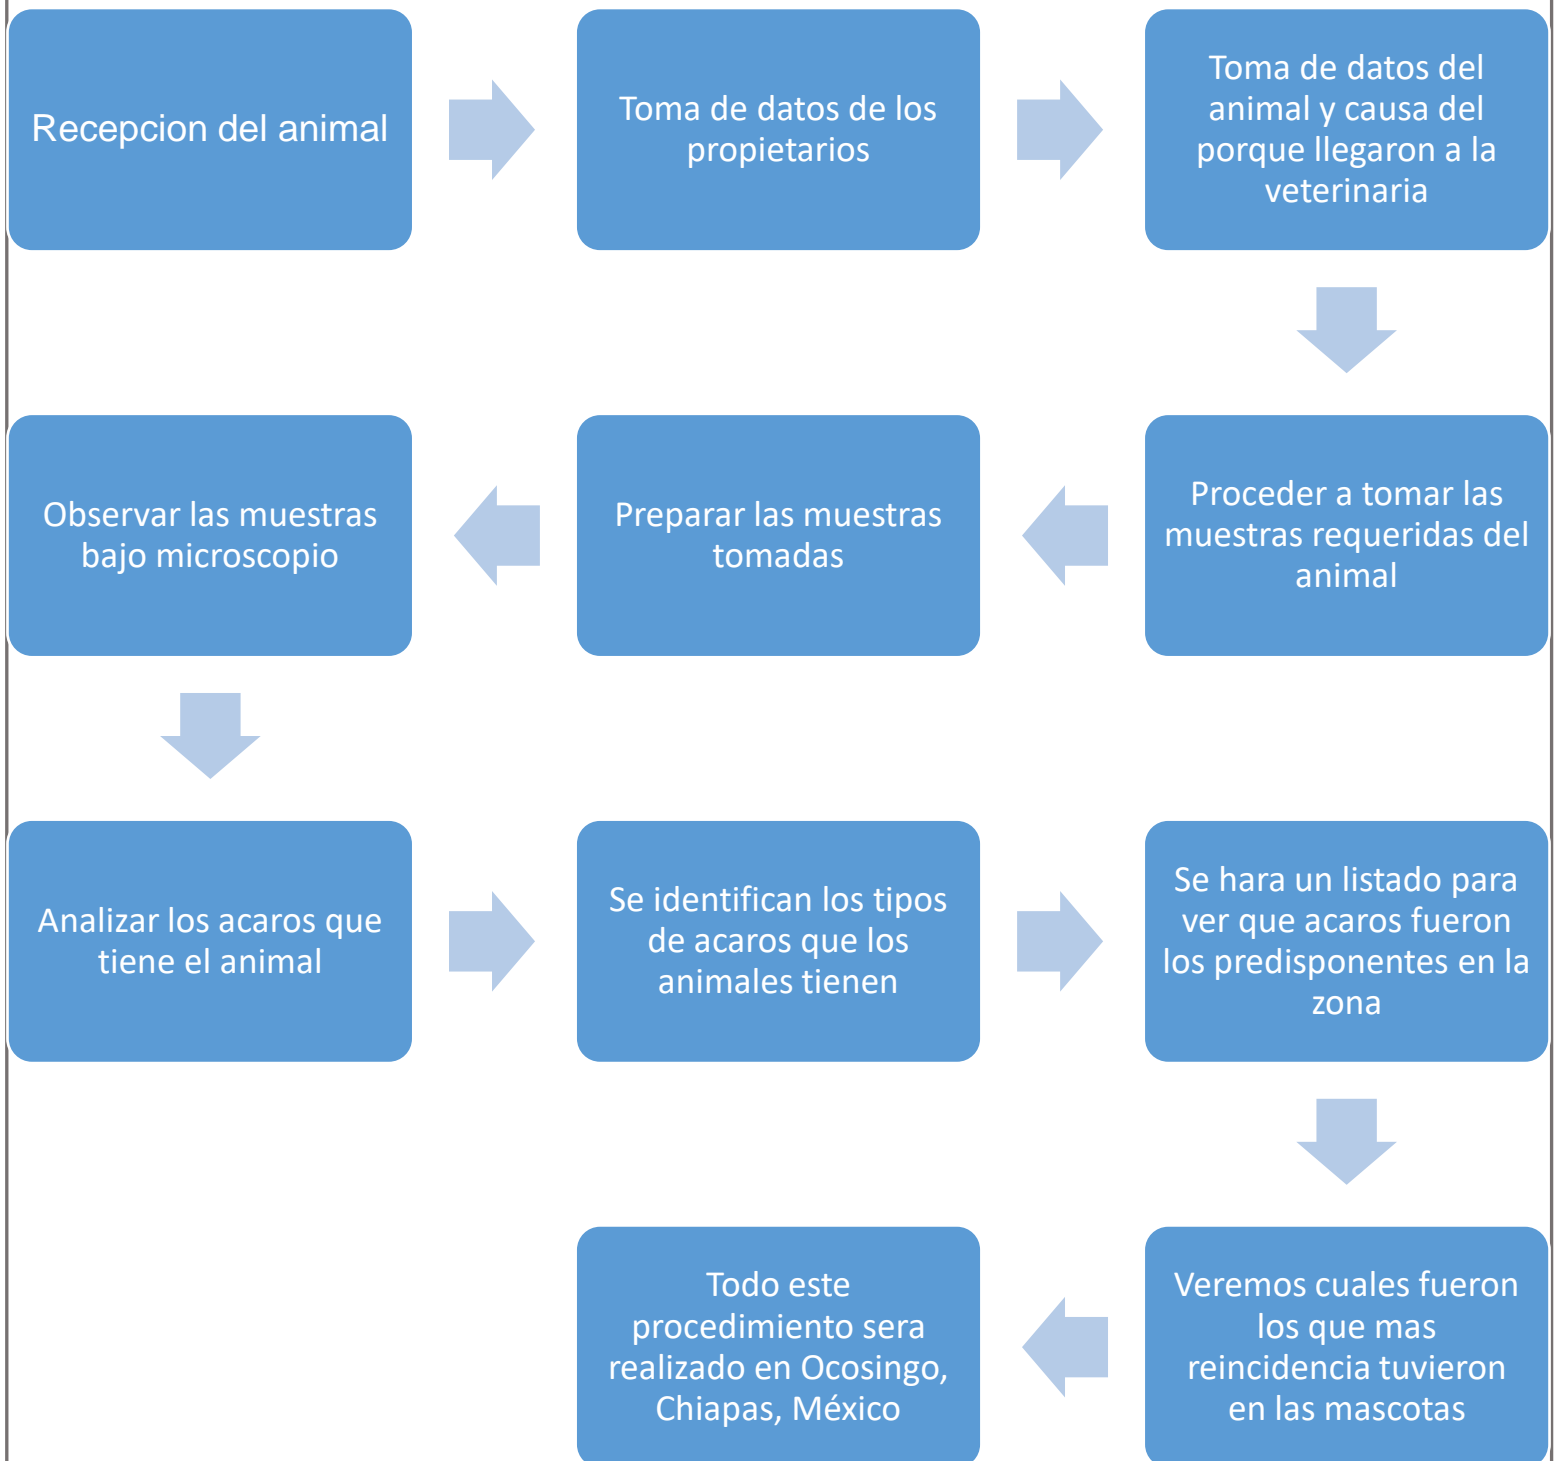 Recepcion del animal
Toma de datos de los
propietarios
Toma de datos del
animal y causa del
porque llegaron a la
veterinaria
Proceder a tomar las
muestras requeridas del
animal
Preparar las muestras
tomadas
Observar las muestras
bajo microscopio
Analizar los acaros que
tiene el animal
Se identifican los tipos
de acaros que los
animales tienen
Se hara un listado para
ver que acaros fueron
los predisponentes en la
zona
Veremos cuales fueron
los que mas
reincidencia tuvieron
en las mascotas
Todo este
procedimiento sera
realizado en Ocosingo,
Chiapas, México